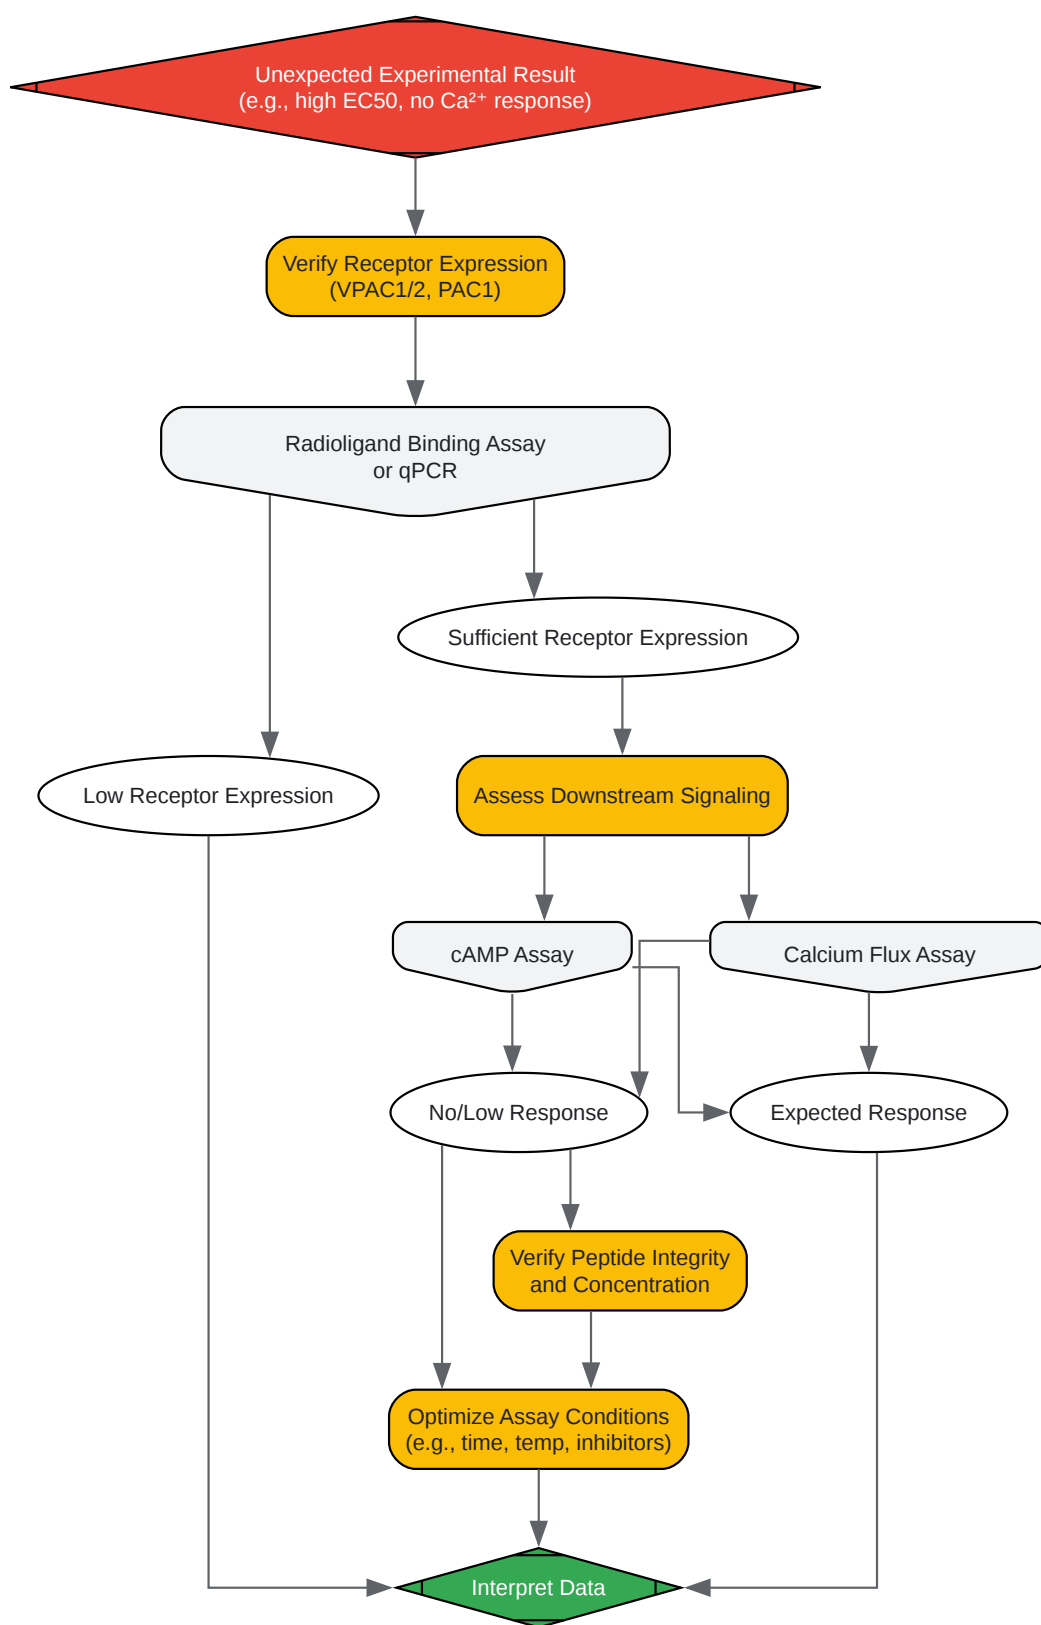 Unexpected Experimental Result
(e.g., high EC50, no Ca²⁺ response)
Verify Receptor Expression
(VPAC1/2, PAC1)
Radioligand Binding Assay
or qPCR
Sufficient Receptor Expression
Low Receptor Expression
Assess Downstream Signaling
cAMP Assay
Calcium Flux Assay
No/Low Response
Expected Response
Verify Peptide Integrity
and Concentration
Optimize Assay Conditions
(e.g., time, temp, inhibitors)
Interpret Data